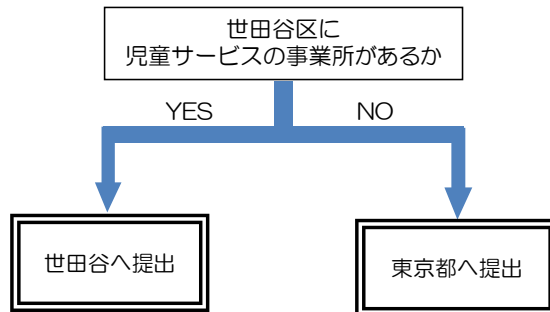 世田谷区に
児童サービスの事業所があるか
YES
NO
世田谷へ提出
東京都へ提出